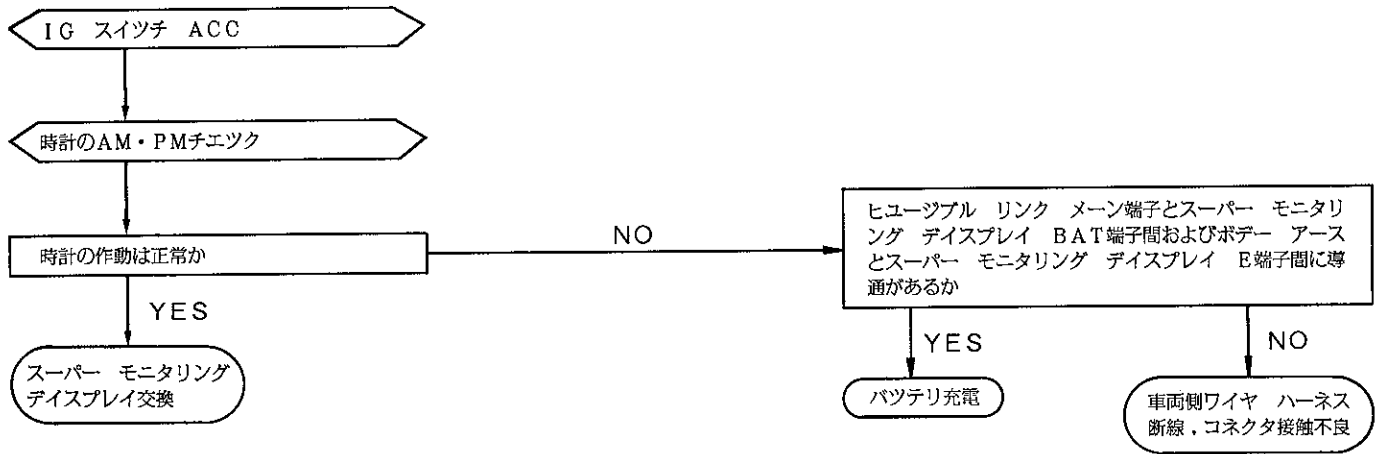 IG スイツチ ACC
時計のAM・PMチエツク
時計の作動は正常か
NO
ヒユージブル リンク メーン端子とスーパー モニタリ
ング デイスプレイ BAT端子間およびボデー アース
とスーパー モニタリング デイスプレイ E端子間に導
通があるか
YES
スーパー モニタリング
デイスプレイ交換
YES
バツテリ充電
NO
車両側ワイヤ ハーネス
断線,コネクタ接触不良